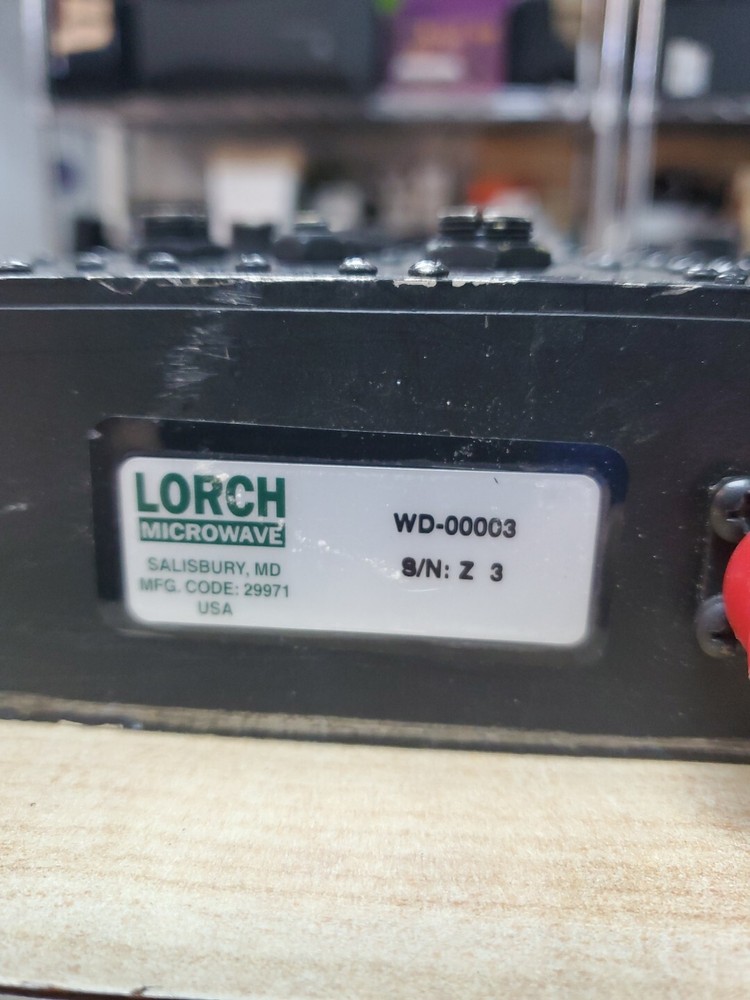 LORCH
MICROWAVE
SALISBURY, MD
MFG. CODE: 29971
USA
WD-00003
S/N: Z 3